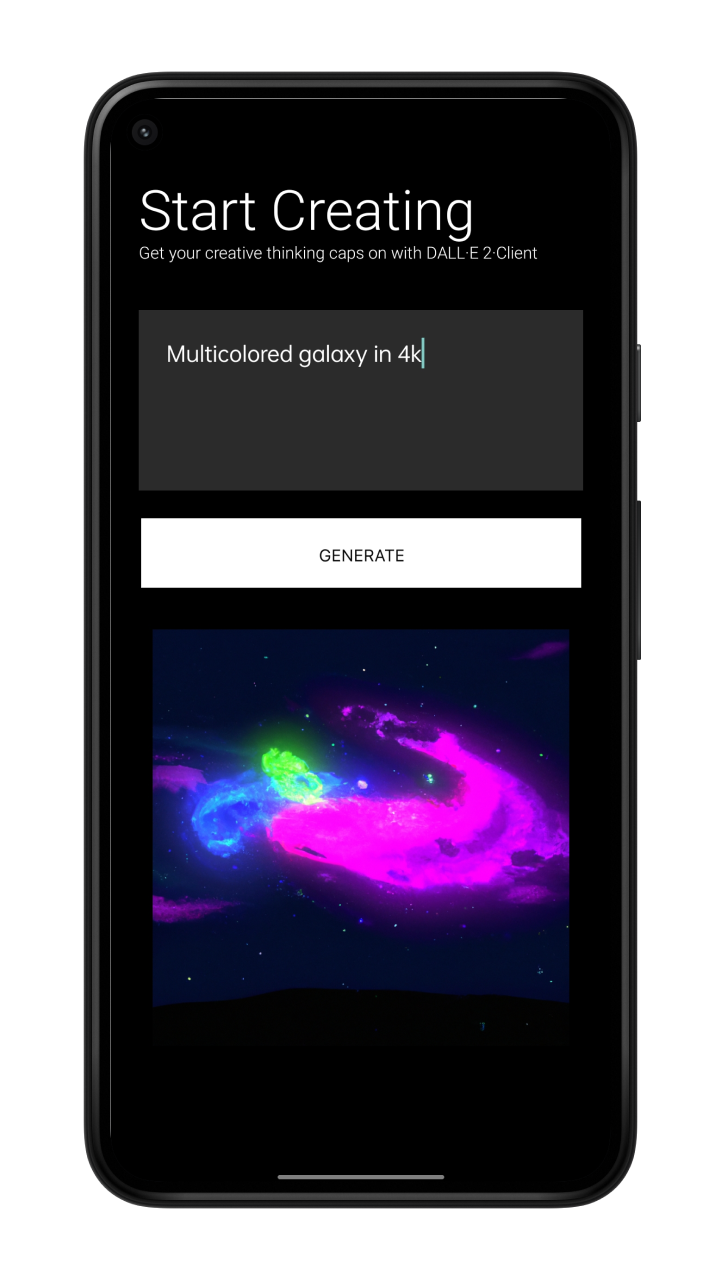 Start Creating
Get your creative thinking caps on with DALL·E 2·Client
Multicolored galaxy in 4k
GENERATE